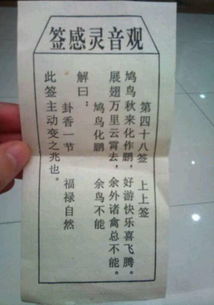 观音灵感签
第四十八签 上上签
鸠鸟秋来化作鹏，好游快乐喜飞腾。
展翅万里云霄去，余外诸禽总不能。
解曰：
鸠鸟化鹏 余鸟不能
卦香一节 福禄自然
此签主动变之兆也。